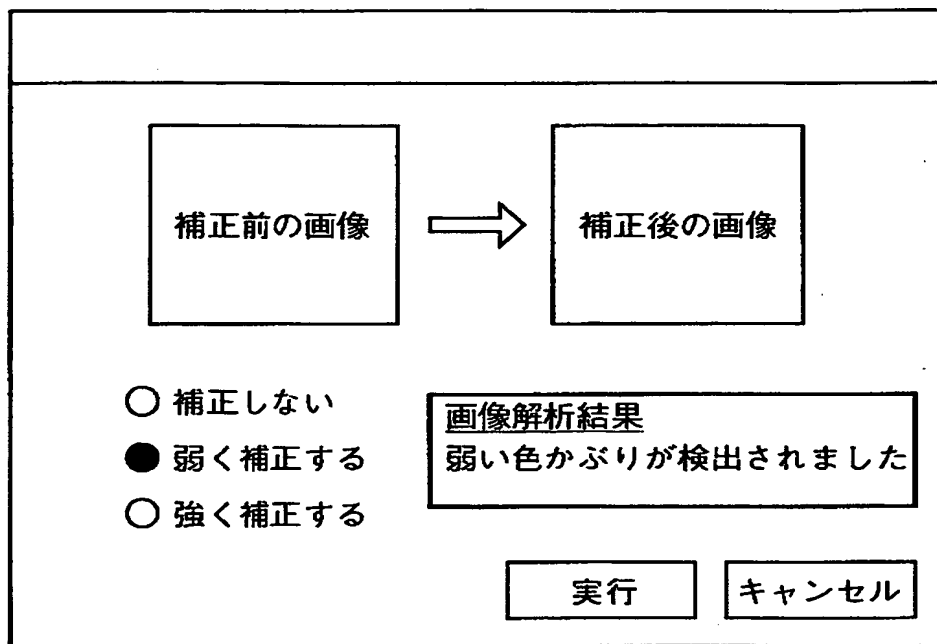 補正前の画像
補正後の画像
補正しない
弱く補正する
強く補正する
画像解析結果
弱い色かぶりが検出されました
実行
キャンセル